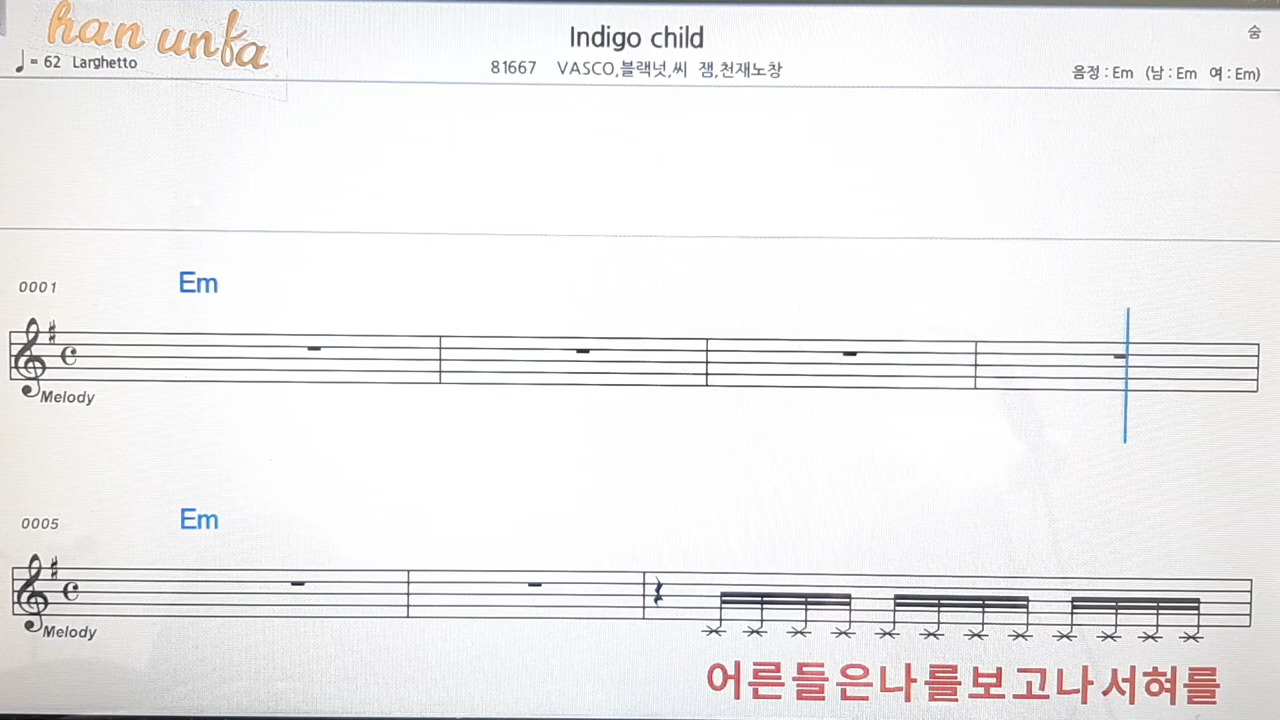 han unfa
Indigo child
숨
♩= 62 Larghetto
81667 VASCO,블랙넛,씨 잼,천재노창
음정 : Em (남 : Em 여 : Em)
0001
Em
Melody
0005
Em
Melody
어른들은나를보고나서혀를